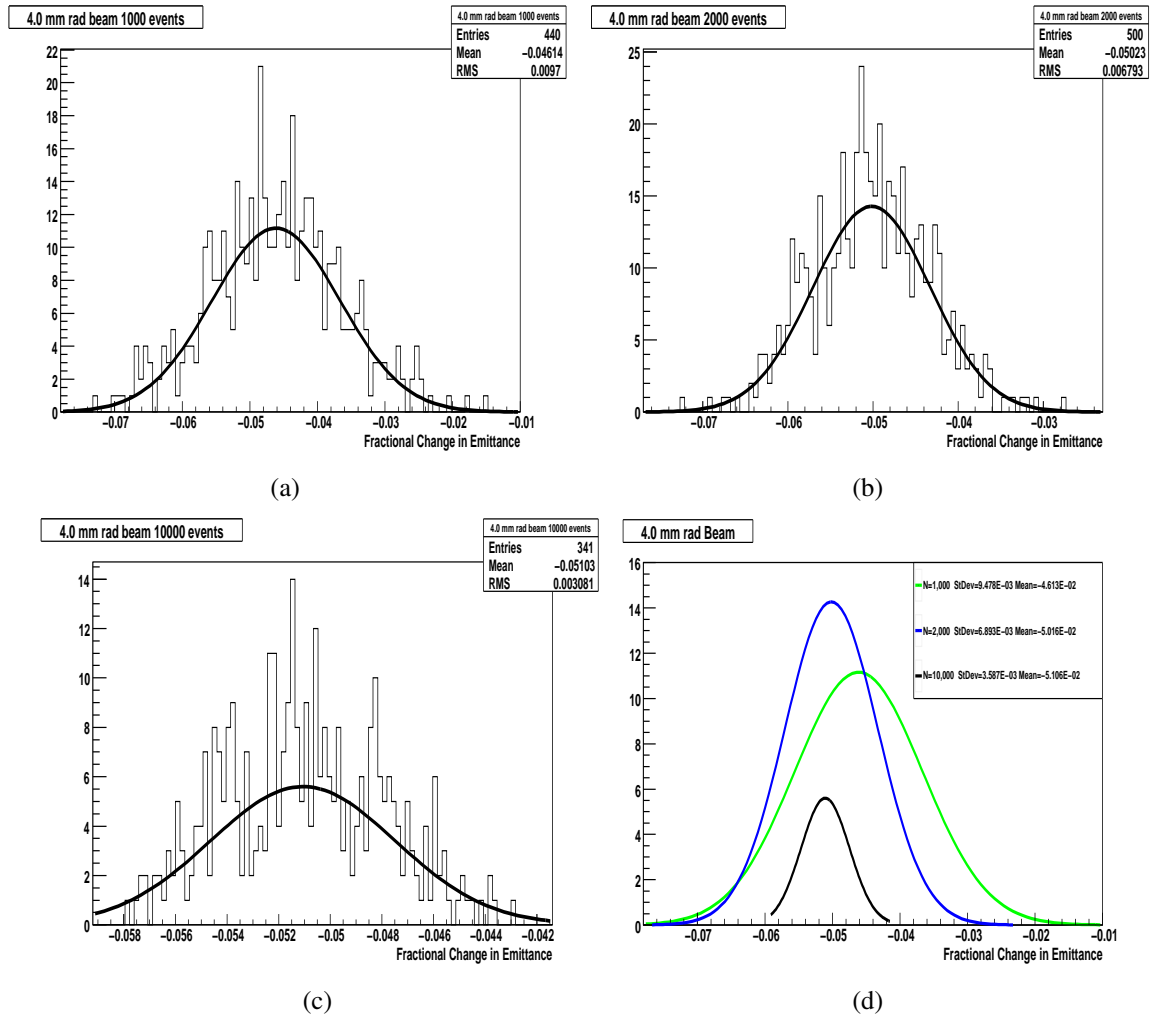 4.0 mm rad beam 1000 events
4.0 mm rad beam 1000 events
Entries 440
Mean −0.04614
RMS 0.0097
22
20
18
16
14
12
10
8
6
4
2
0
−0.07 −0.06 −0.05 −0.04 −0.03 −0.02 −0.01
Fractional Change in Emittance
(a)
4.0 mm rad beam 2000 events
4.0 mm rad beam 2000 events
Entries 500
Mean −0.05023
RMS 0.006793
25
20
15
10
5
0
−0.07 −0.06 −0.05 −0.04 −0.03
Fractional Change in Emittance
(b)
4.0 mm rad beam 10000 events
4.0 mm rad beam 10000 events
Entries 341
Mean −0.05103
RMS 0.003081
14
12
10
8
6
4
2
0
−0.058 −0.056 −0.054 −0.052 −0.05 −0.048 −0.046 −0.044 −0.042
Fractional Change in Emittance
(c)
4.0 mm rad Beam
16
14
12
10
8
6
4
2
0
N=1,000 StDev=9.478E−03 Mean=−4.613E−02
N=2,000 StDev=6.893E−03 Mean=−5.016E−02
N=10,000 StDev=3.587E−03 Mean=−5.106E−02
−0.07 −0.06 −0.05 −0.04 −0.03 −0.02 −0.01
Fractional Change in Emittance
(d)